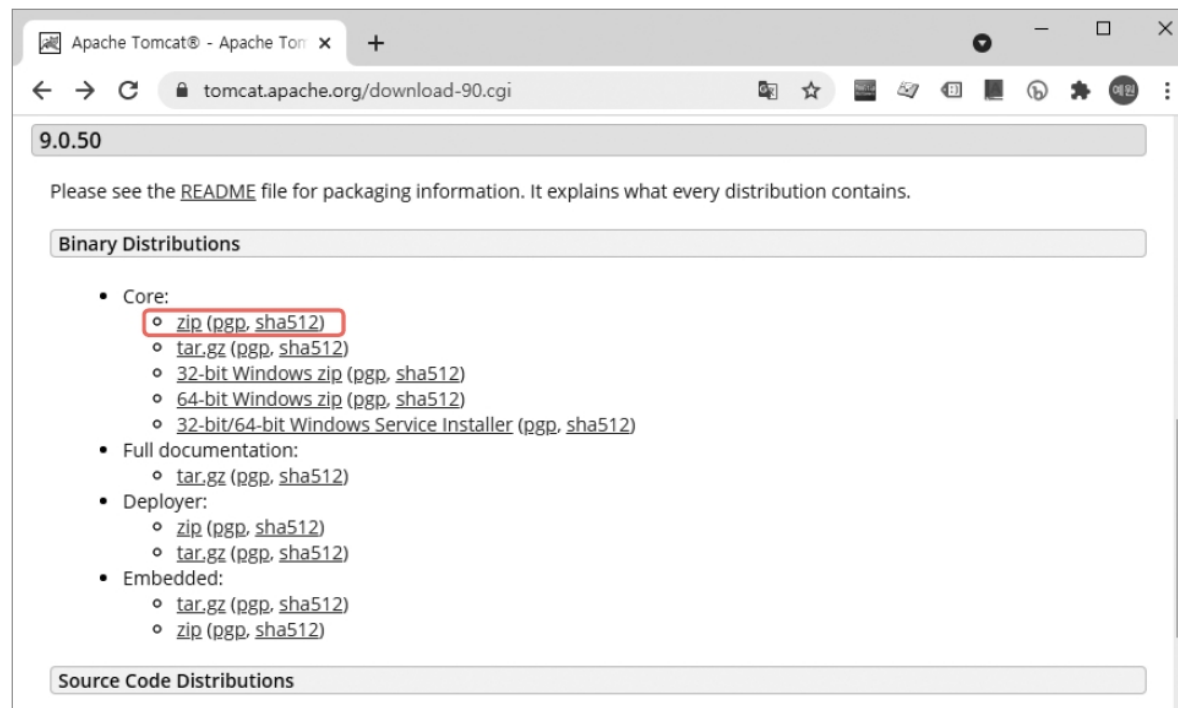 Apache Tomcat® - Apache Tom
tomcat.apache.org/download-90.cgi
예원
9.0.50
Please see the README file for packaging information. It explains what every distribution contains.
Binary Distributions
Core:
zip (pgp, sha512)
tar.gz (pgp, sha512)
32-bit Windows zip (pgp, sha512)
64-bit Windows zip (pgp, sha512)
32-bit/64-bit Windows Service Installer (pgp, sha512)
Full documentation:
tar.gz (pgp, sha512)
Deployer:
zip (pgp, sha512)
tar.gz (pgp, sha512)
Embedded:
tar.gz (pgp, sha512)
zip (pgp, sha512)
Source Code Distributions